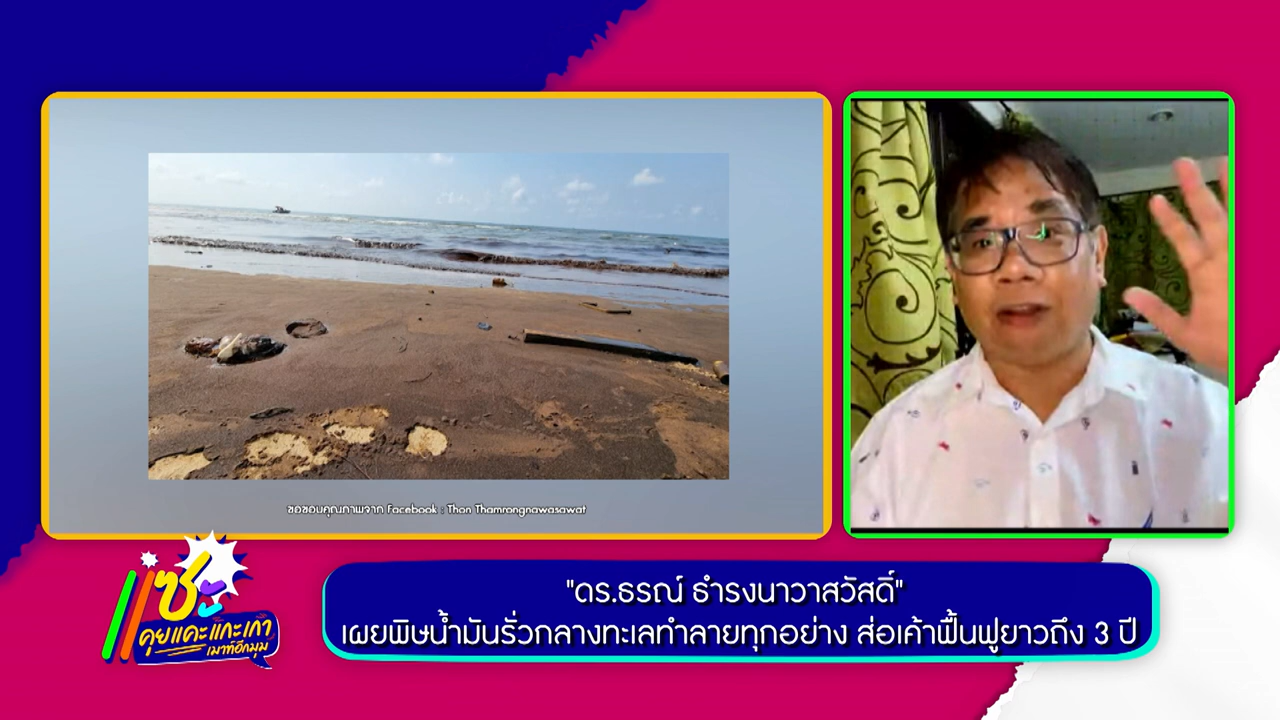 ขอขอบคุณภาพจาก Facebook : Thon Thamrongnawasawat
แซะ
คุยแคะแกะเกา
เมาท์อีกมุม
"ดร.ธรณ์ ธำรงนาวาสวัสดิ์"
เผยพิษน้ำมันรั่วกลางทะเลทำลายทุกอย่าง ส่อเค้าฟื้นฟูยาวถึง 3 ปี